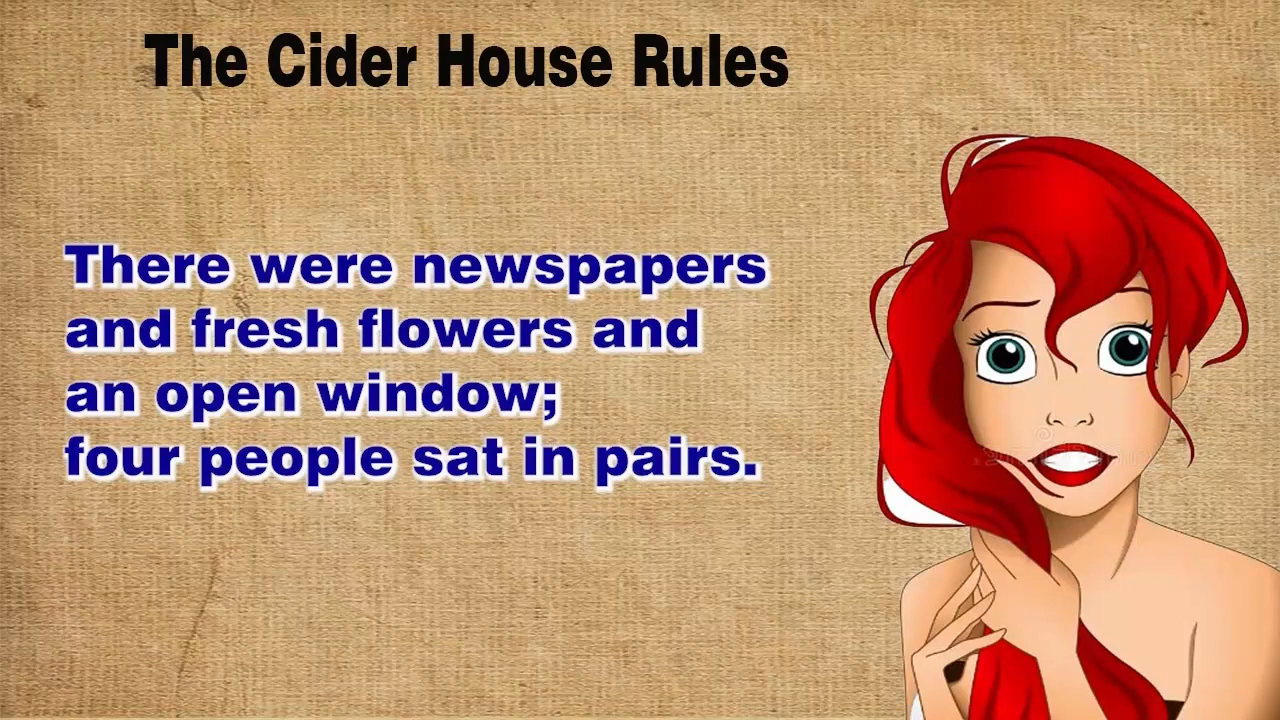 The Cider House Rules
There were newspapers
and fresh flowers and
an open window;
four people sat in pairs.